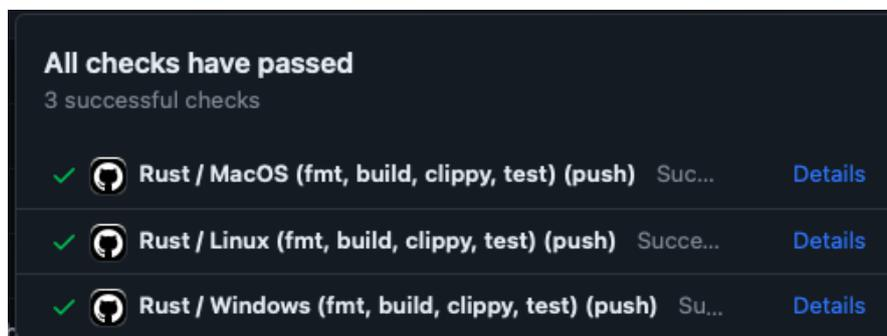 All checks have passed
3 successful checks
Rust / MacOS (fmt, build, clippy, test) (push) Suc... Details
Rust / Linux (fmt, build, clippy, test) (push) Succe... Details
Rust / Windows (fmt, build, clippy, test) (push) Su... Details